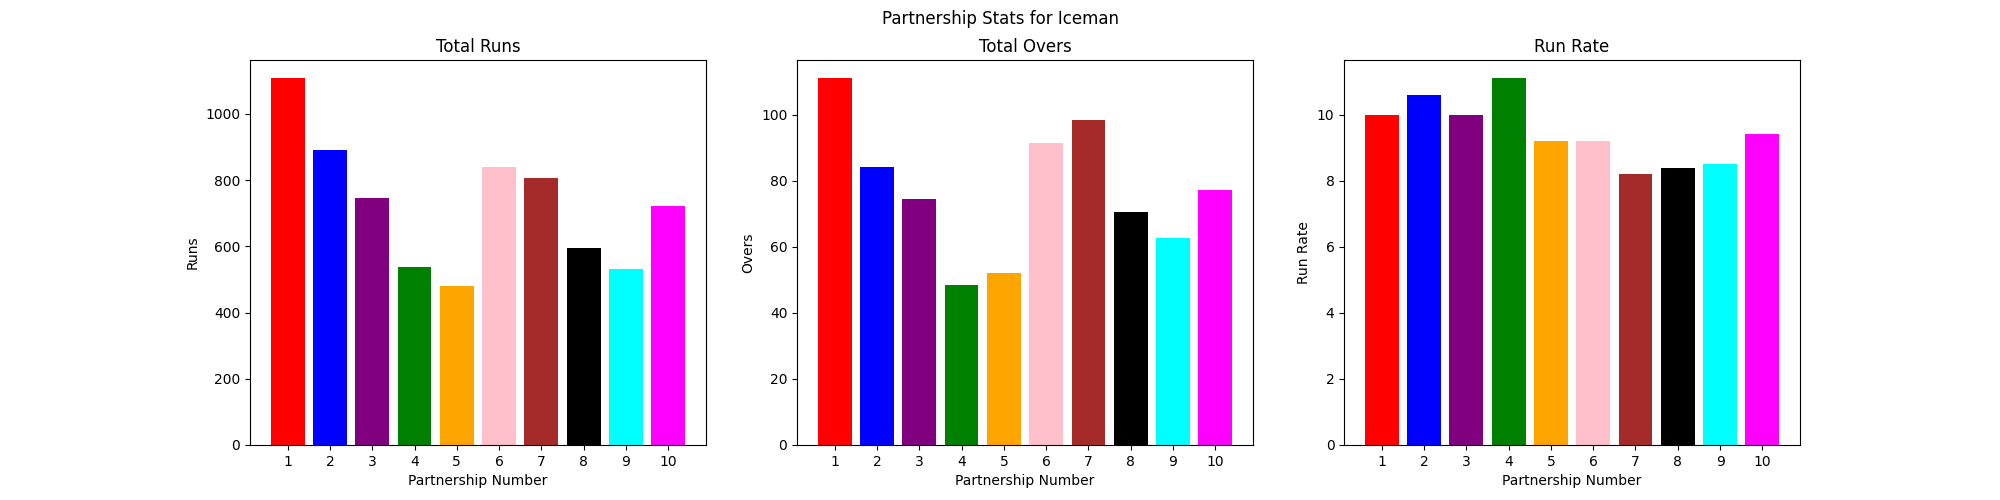 Partnership Stats for Iceman
Total Runs
Runs
1000
800
600
400
200
0
1 2 3 4 5 6 7 8 9 10
Partnership Number
Total Overs
Overs
100
80
60
40
20
0
1 2 3 4 5 6 7 8 9 10
Partnership Number
Run Rate
Run Rate
10
8
6
4
2
0
1 2 3 4 5 6 7 8 9 10
Partnership Number